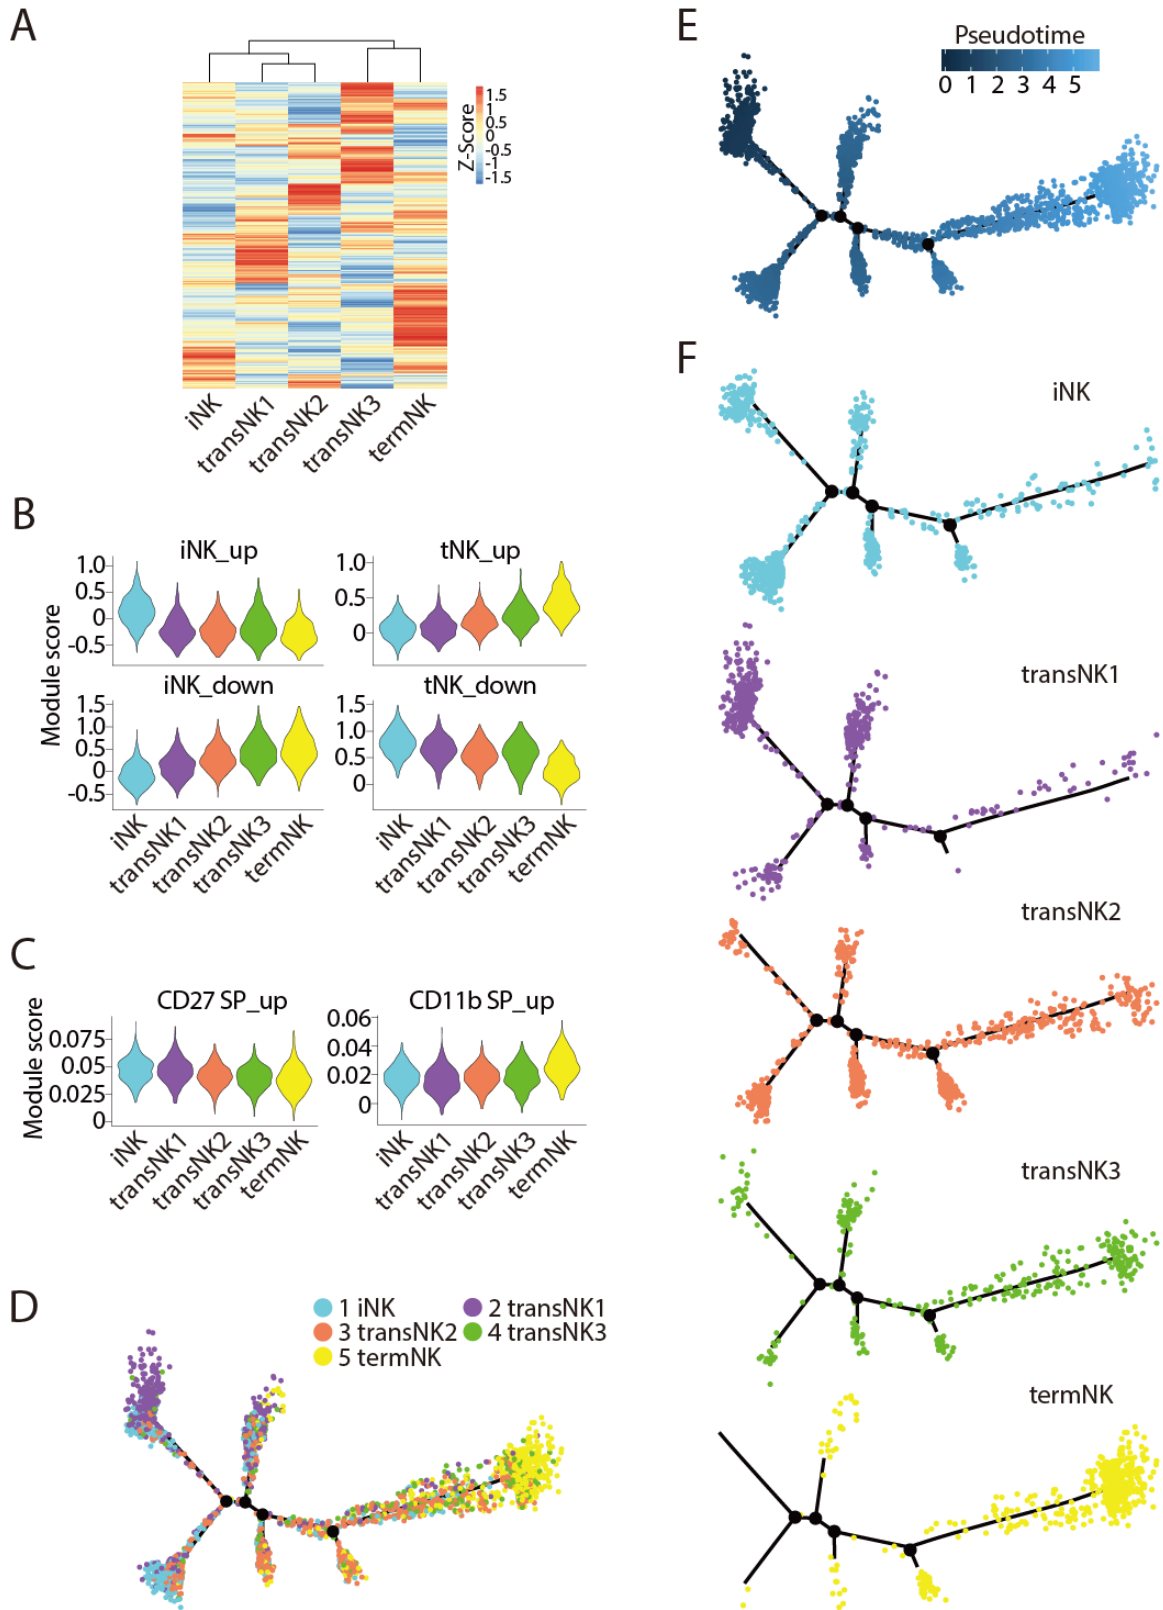 A
Z-Score
1.5
0.5
0
-0.5
-1
-1.5
iNK
transNK1
transNK2
transNK3
termNK
B
Module score
iNK_up
1.0
0.5
0
-0.5
tNK_up
1.0
0.5
0
iNK_down
1.5
1.0
0.5
0
-0.5
tNK_down
1.5
1.0
0.5
0
iNK
transNK1
transNK2
transNK3
termNK
iNK
transNK1
transNK2
transNK3
termNK
C
Module score
CD27 SP_up
0.075
0.05
0.025
0
CD11b SP_up
0.06
0.04
0.02
0
iNK
transNK1
transNK2
transNK3
termNK
iNK
transNK1
transNK2
transNK3
termNK
D
1 iNK
2 transNK1
3 transNK2
4 transNK3
5 termNK
E
Pseudotime
0 1 2 3 4 5
F
iNK
transNK1
transNK2
transNK3
termNK